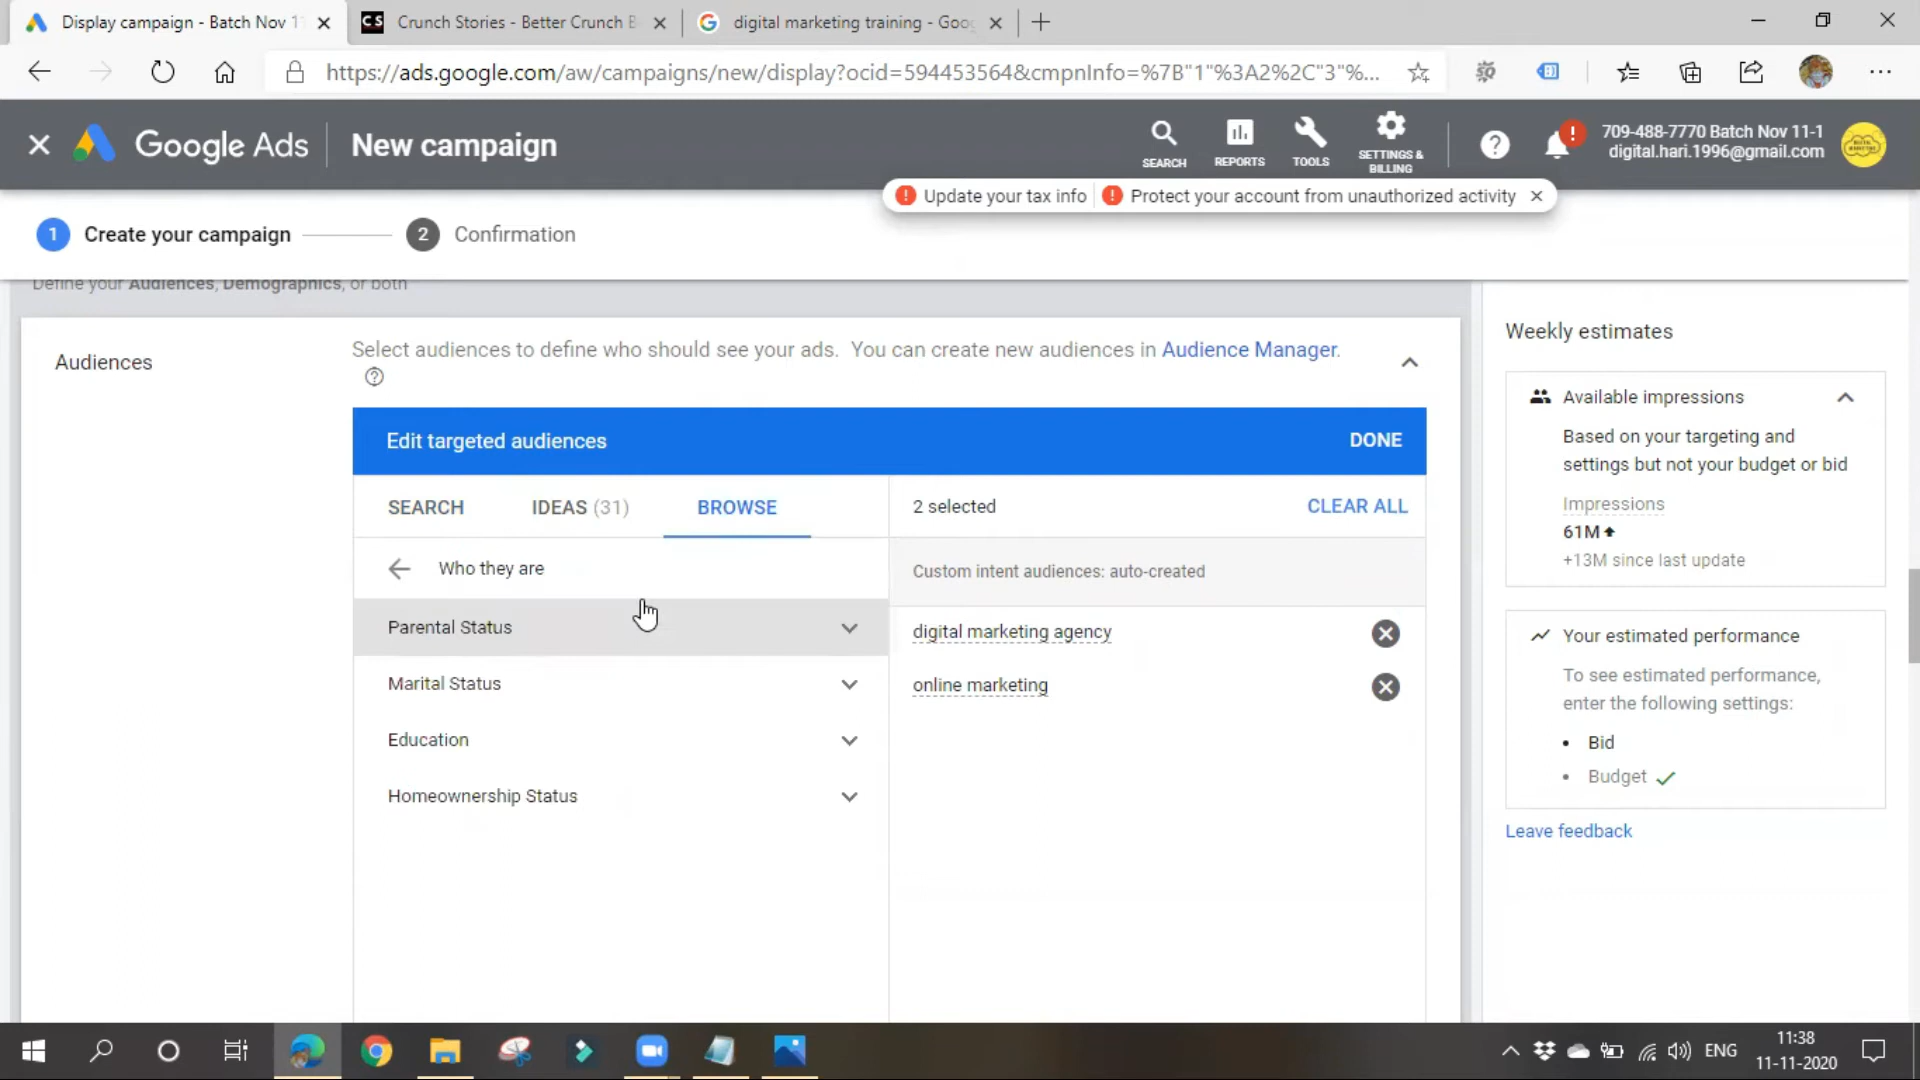 Display campaign - Batch Nov 11
Crunch Stories - Better Crunch B
digital marketing training - Goog
https://ads.google.com/aw/campaigns/new/display?ocid=594453564&cmpnInfo=%7B"1"%3A2%2C"3"%...
Google Ads
New campaign
SEARCH
REPORTS
TOOLS
SETTINGS &
BILLING
709-488-7770 Batch Nov 11-1
digital.hari.1996@gmail.com
Update your tax info
Protect your account from unauthorized activity
1 Create your campaign
2 Confirmation
Define your Audiences, Demographics, or both
Audiences
Select audiences to define who should see your ads. You can create new audiences in Audience Manager.
Edit targeted audiences
DONE
SEARCH
IDEAS (31)
BROWSE
2 selected
CLEAR ALL
Who they are
Parental Status
Marital Status
Education
Homeownership Status
Custom intent audiences: auto-created
digital marketing agency
online marketing
Weekly estimates
Available impressions
Based on your targeting and
settings but not your budget or bid
Impressions
61M
+13M since last update
Your estimated performance
To see estimated performance,
enter the following settings:
• Bid
• Budget
Leave feedback
ENG
11:38
11-11-2020